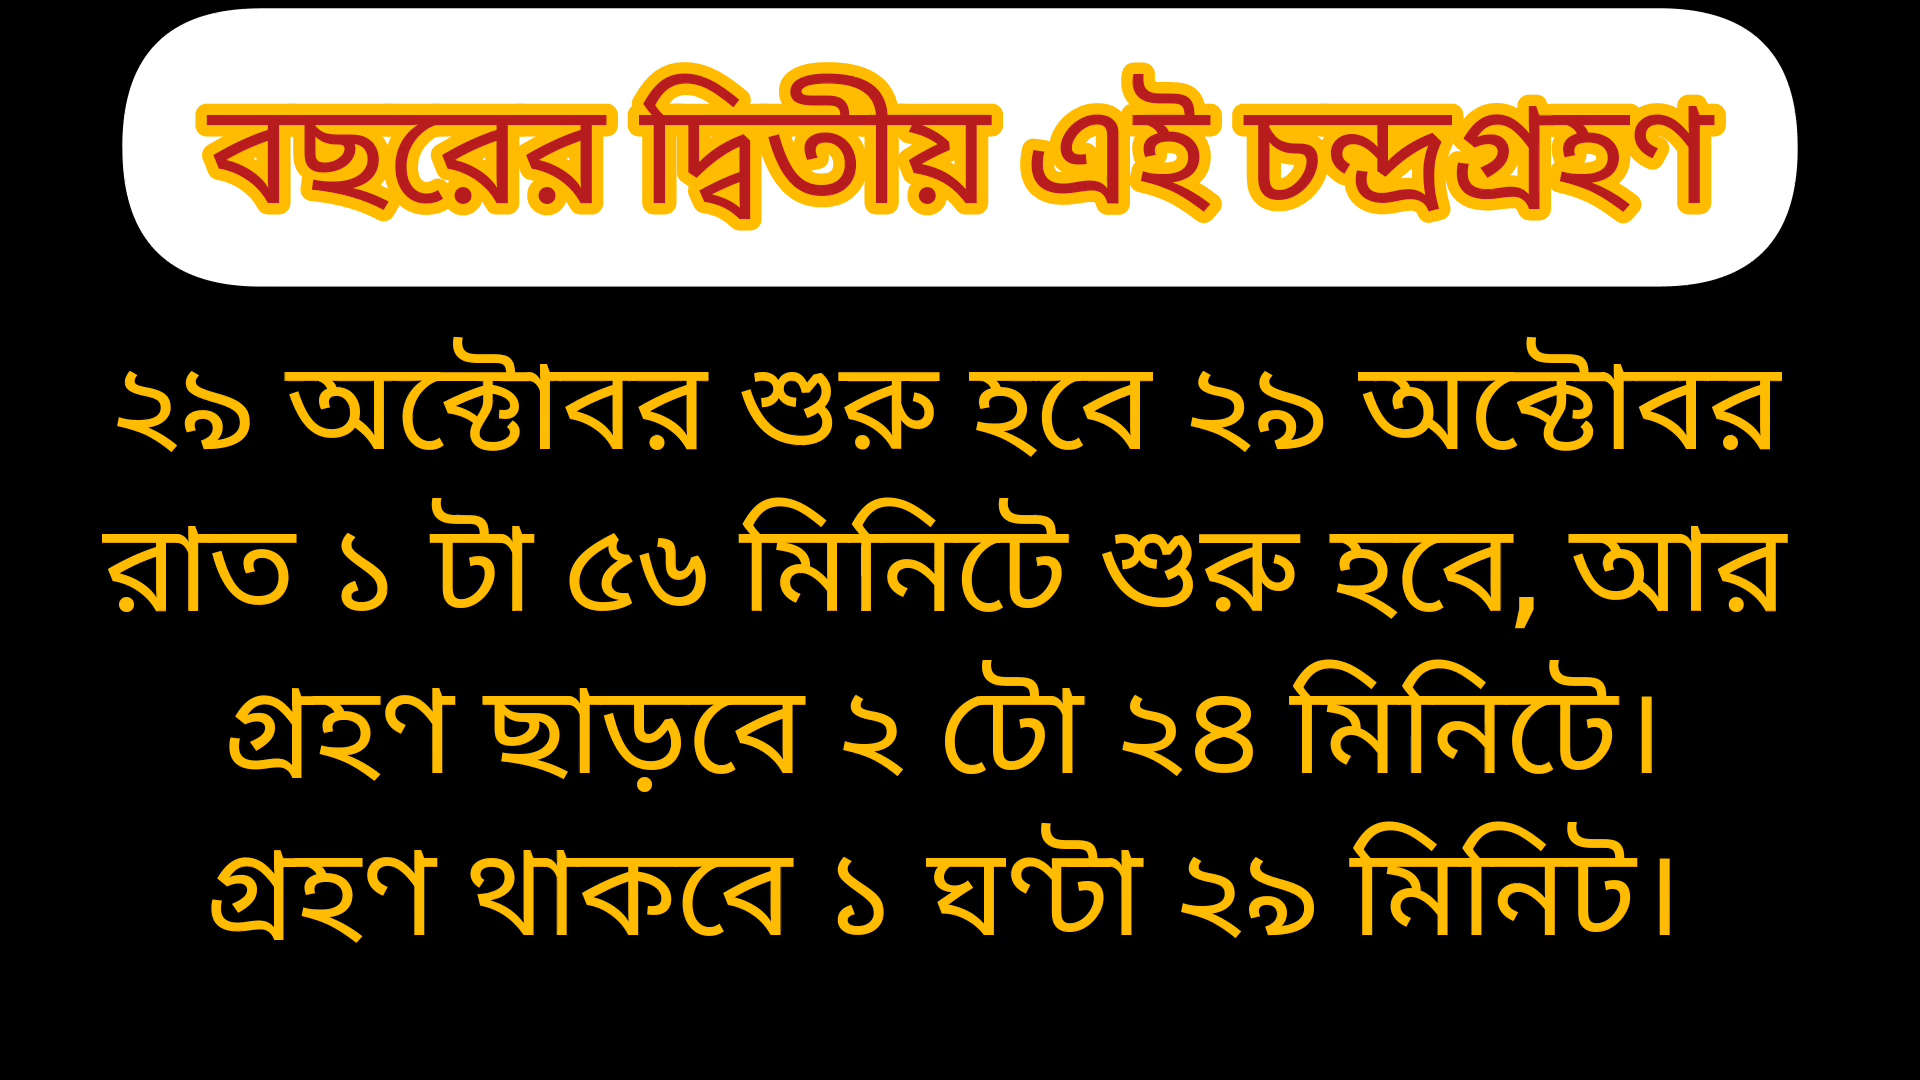 বছরের দ্বিতীয় এই চন্দ্রগ্রহণ
২৯ অক্টোবর শুরু হবে ২৯ অক্টোবর
রাত ১ টা ৫৬ মিনিটে শুরু হবে, আর
গ্রহণ ছাড়বে ২ টো ২৪ মিনিটে।
গ্রহণ থাকবে ১ ঘণ্টা ২৯ মিনিট।